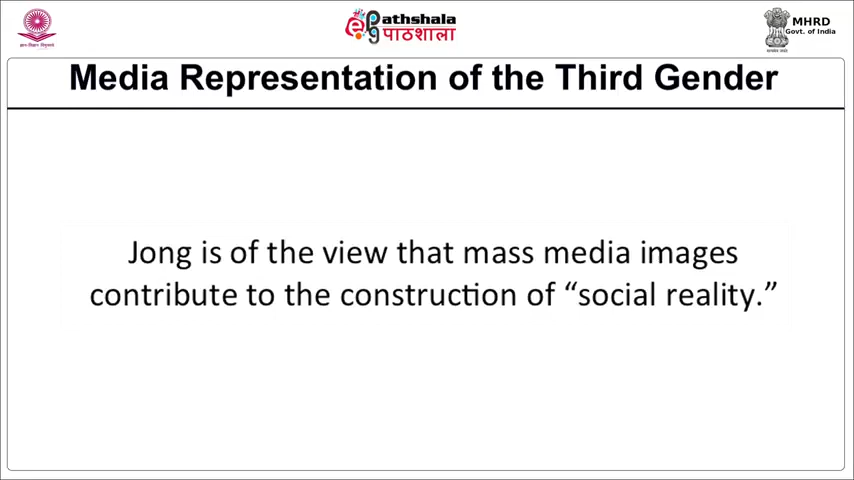 Pathshala
पाठशाला
MHRD
Govt. of India
Media Representation of the Third Gender
Jong is of the view that mass media images
contribute to the construction of “social reality.”